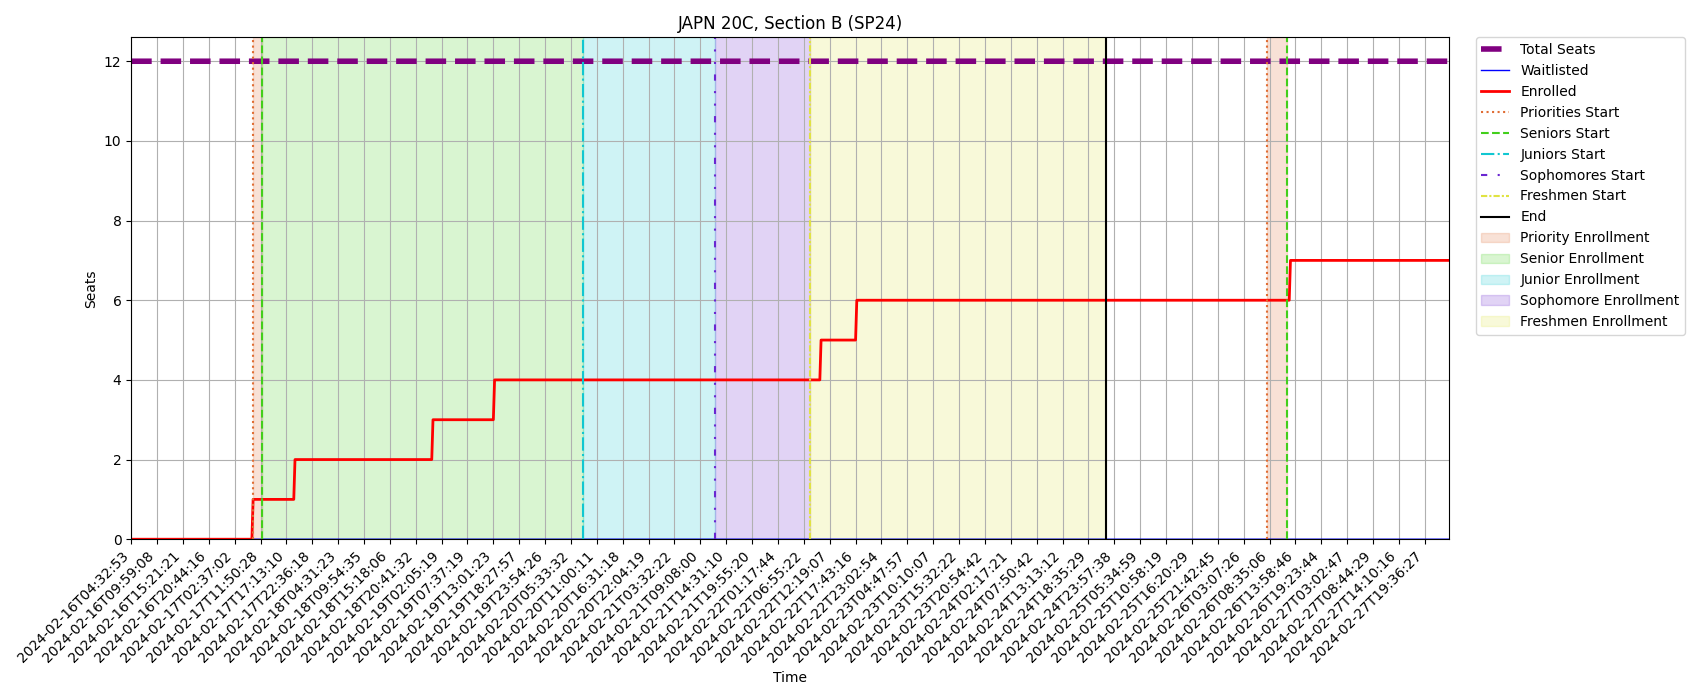 JAPN 20C, Section B (SP24)
Seats
12
10
8
6
4
2
0
2024-02-16T04:32:53
2024-02-16T09:59:08
2024-02-16T15:21:21
2024-02-16T20:44:16
2024-02-17T02:37:02
2024-02-17T11:50:28
2024-02-17T17:13:10
2024-02-17T22:36:18
2024-02-18T04:31:23
2024-02-18T09:54:35
2024-02-18T15:18:06
2024-02-18T20:41:32
2024-02-19T02:05:19
2024-02-19T07:37:19
2024-02-19T13:01:23
2024-02-19T18:27:57
2024-02-19T23:54:26
2024-02-20T05:33:32
2024-02-20T11:00:11
2024-02-20T16:31:18
2024-02-20T22:04:19
2024-02-21T03:32:22
2024-02-21T09:08:00
2024-02-21T14:31:10
2024-02-21T19:55:20
2024-02-22T01:17:44
2024-02-22T06:55:22
2024-02-22T12:19:07
2024-02-22T17:43:16
2024-02-22T23:02:54
2024-02-23T04:47:57
2024-02-23T10:10:07
2024-02-23T15:32:22
2024-02-23T20:54:42
2024-02-24T02:17:21
2024-02-24T07:50:42
2024-02-24T13:13:12
2024-02-24T18:35:29
2024-02-24T23:57:38
2024-02-25T05:34:59
2024-02-25T10:58:19
2024-02-25T16:20:29
2024-02-25T21:42:45
2024-02-26T03:07:26
2024-02-26T08:35:06
2024-02-26T13:58:46
2024-02-26T19:23:44
2024-02-27T03:02:47
2024-02-27T08:44:29
2024-02-27T14:10:16
2024-02-27T19:36:27
Time
Total Seats
Waitlisted
Enrolled
Priorities Start
Seniors Start
Juniors Start
Sophomores Start
Freshmen Start
End
Priority Enrollment
Senior Enrollment
Junior Enrollment
Sophomore Enrollment
Freshmen Enrollment